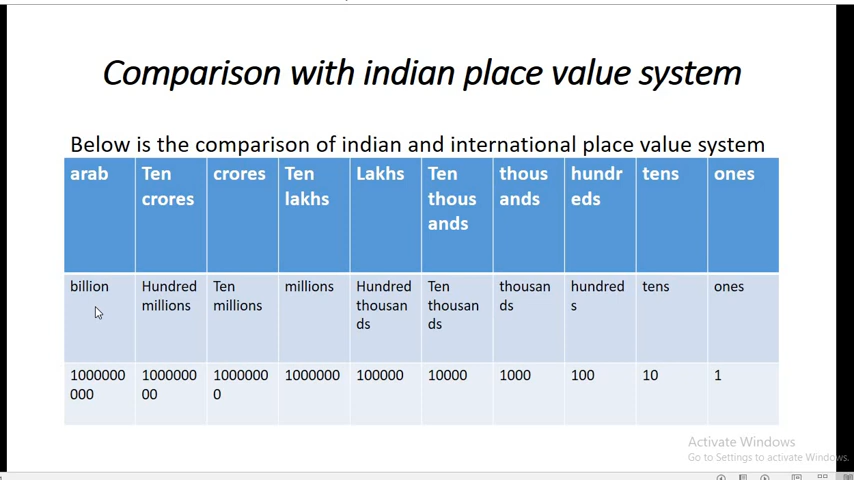 Comparison with indian place value system
Below is the comparison of indian and international place value system
arab Ten crores Ten Lakhs Ten thous hundr tens ones
crores lakhs thous ands eds
ands
billion Hundred Ten millions Hundred Ten thousan hundred tens ones
millions millions thousan thousan ds s
ds ds
1000000 1000000 1000000 1000000 100000 10000 1000 100 10 1
000 00 0
Activate Windows
Go to Settings to activate Windows.